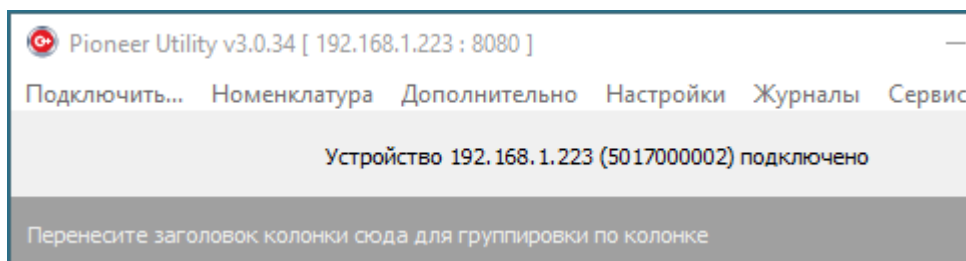 Pioneer Utility v3.0.34 [ 192.168.1.223 : 8080 ]
Подключить... Номенклатура Дополнительно Настройки Журналы Сервис
Устройство 192.168.1.223 (5017000002) подключено
Перенесите заголовок колонки сюда для группировки по колонке